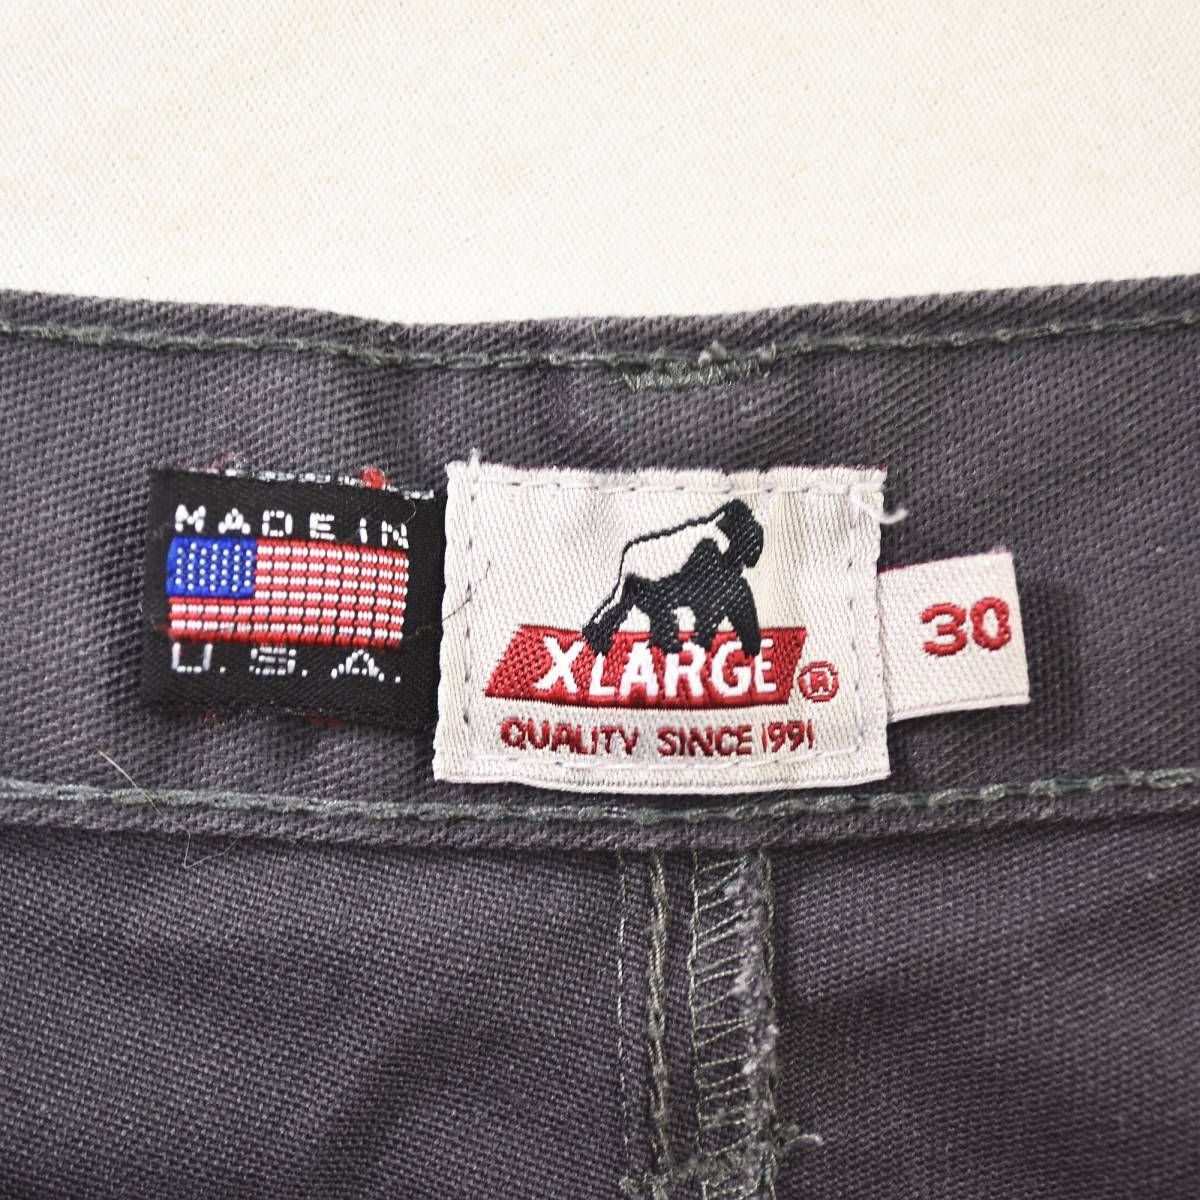 MADE IN
U.S.A.
XLARGE ®
QUALITY SINCE 1991
30